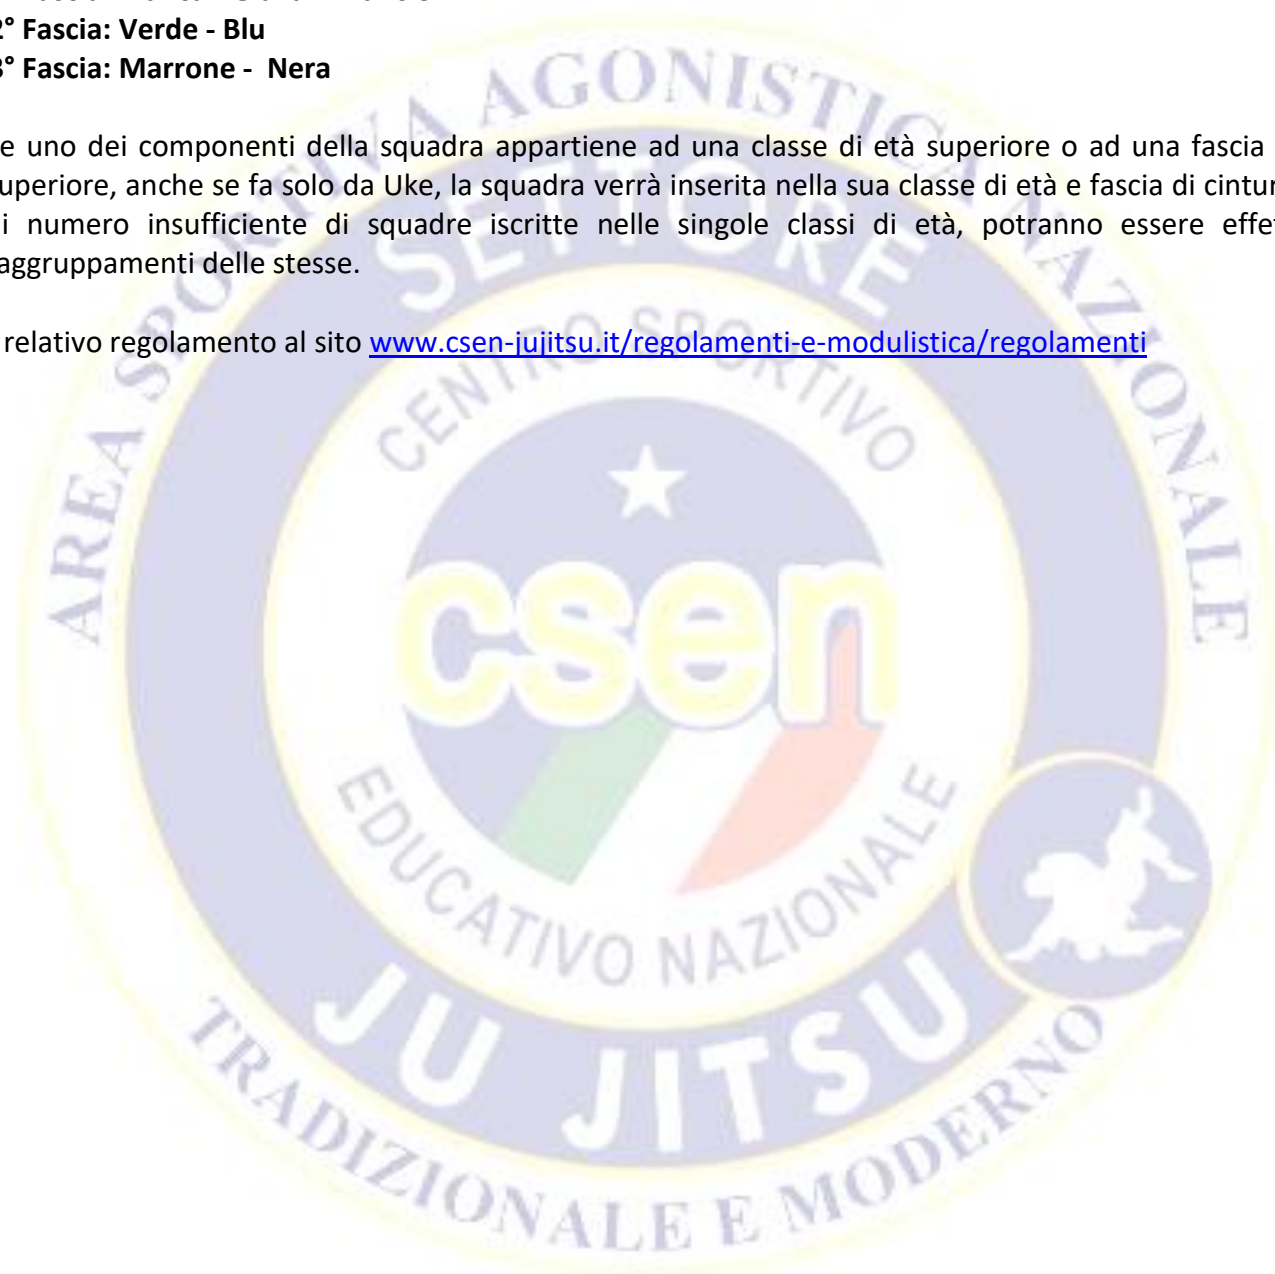 2° Fascia: Verde - Blu
3° Fascia: Marrone - Nera
e uno dei componenti della squadra appartiene ad una classe di età superiore o ad una fascia
uperiore, anche se fa solo da Uke, la squadra verrà inserita nella sua classe di età e fascia di cintur
i numero insufficiente di squadre iscritte nelle singole classi di età, potranno essere effet
aggruppamenti delle stesse.
relativo regolamento al sito www.csen-jujitsu.it/regolamenti-e-modulistica/regolamenti
AREA SPORTIVA AGONISTICA NAZIONALE
SETTORE
CENTRO SPORTIVO
csen
EDUCATIVO NAZIONALE
JU JITSU
TRADIZIONALE E MODERNO